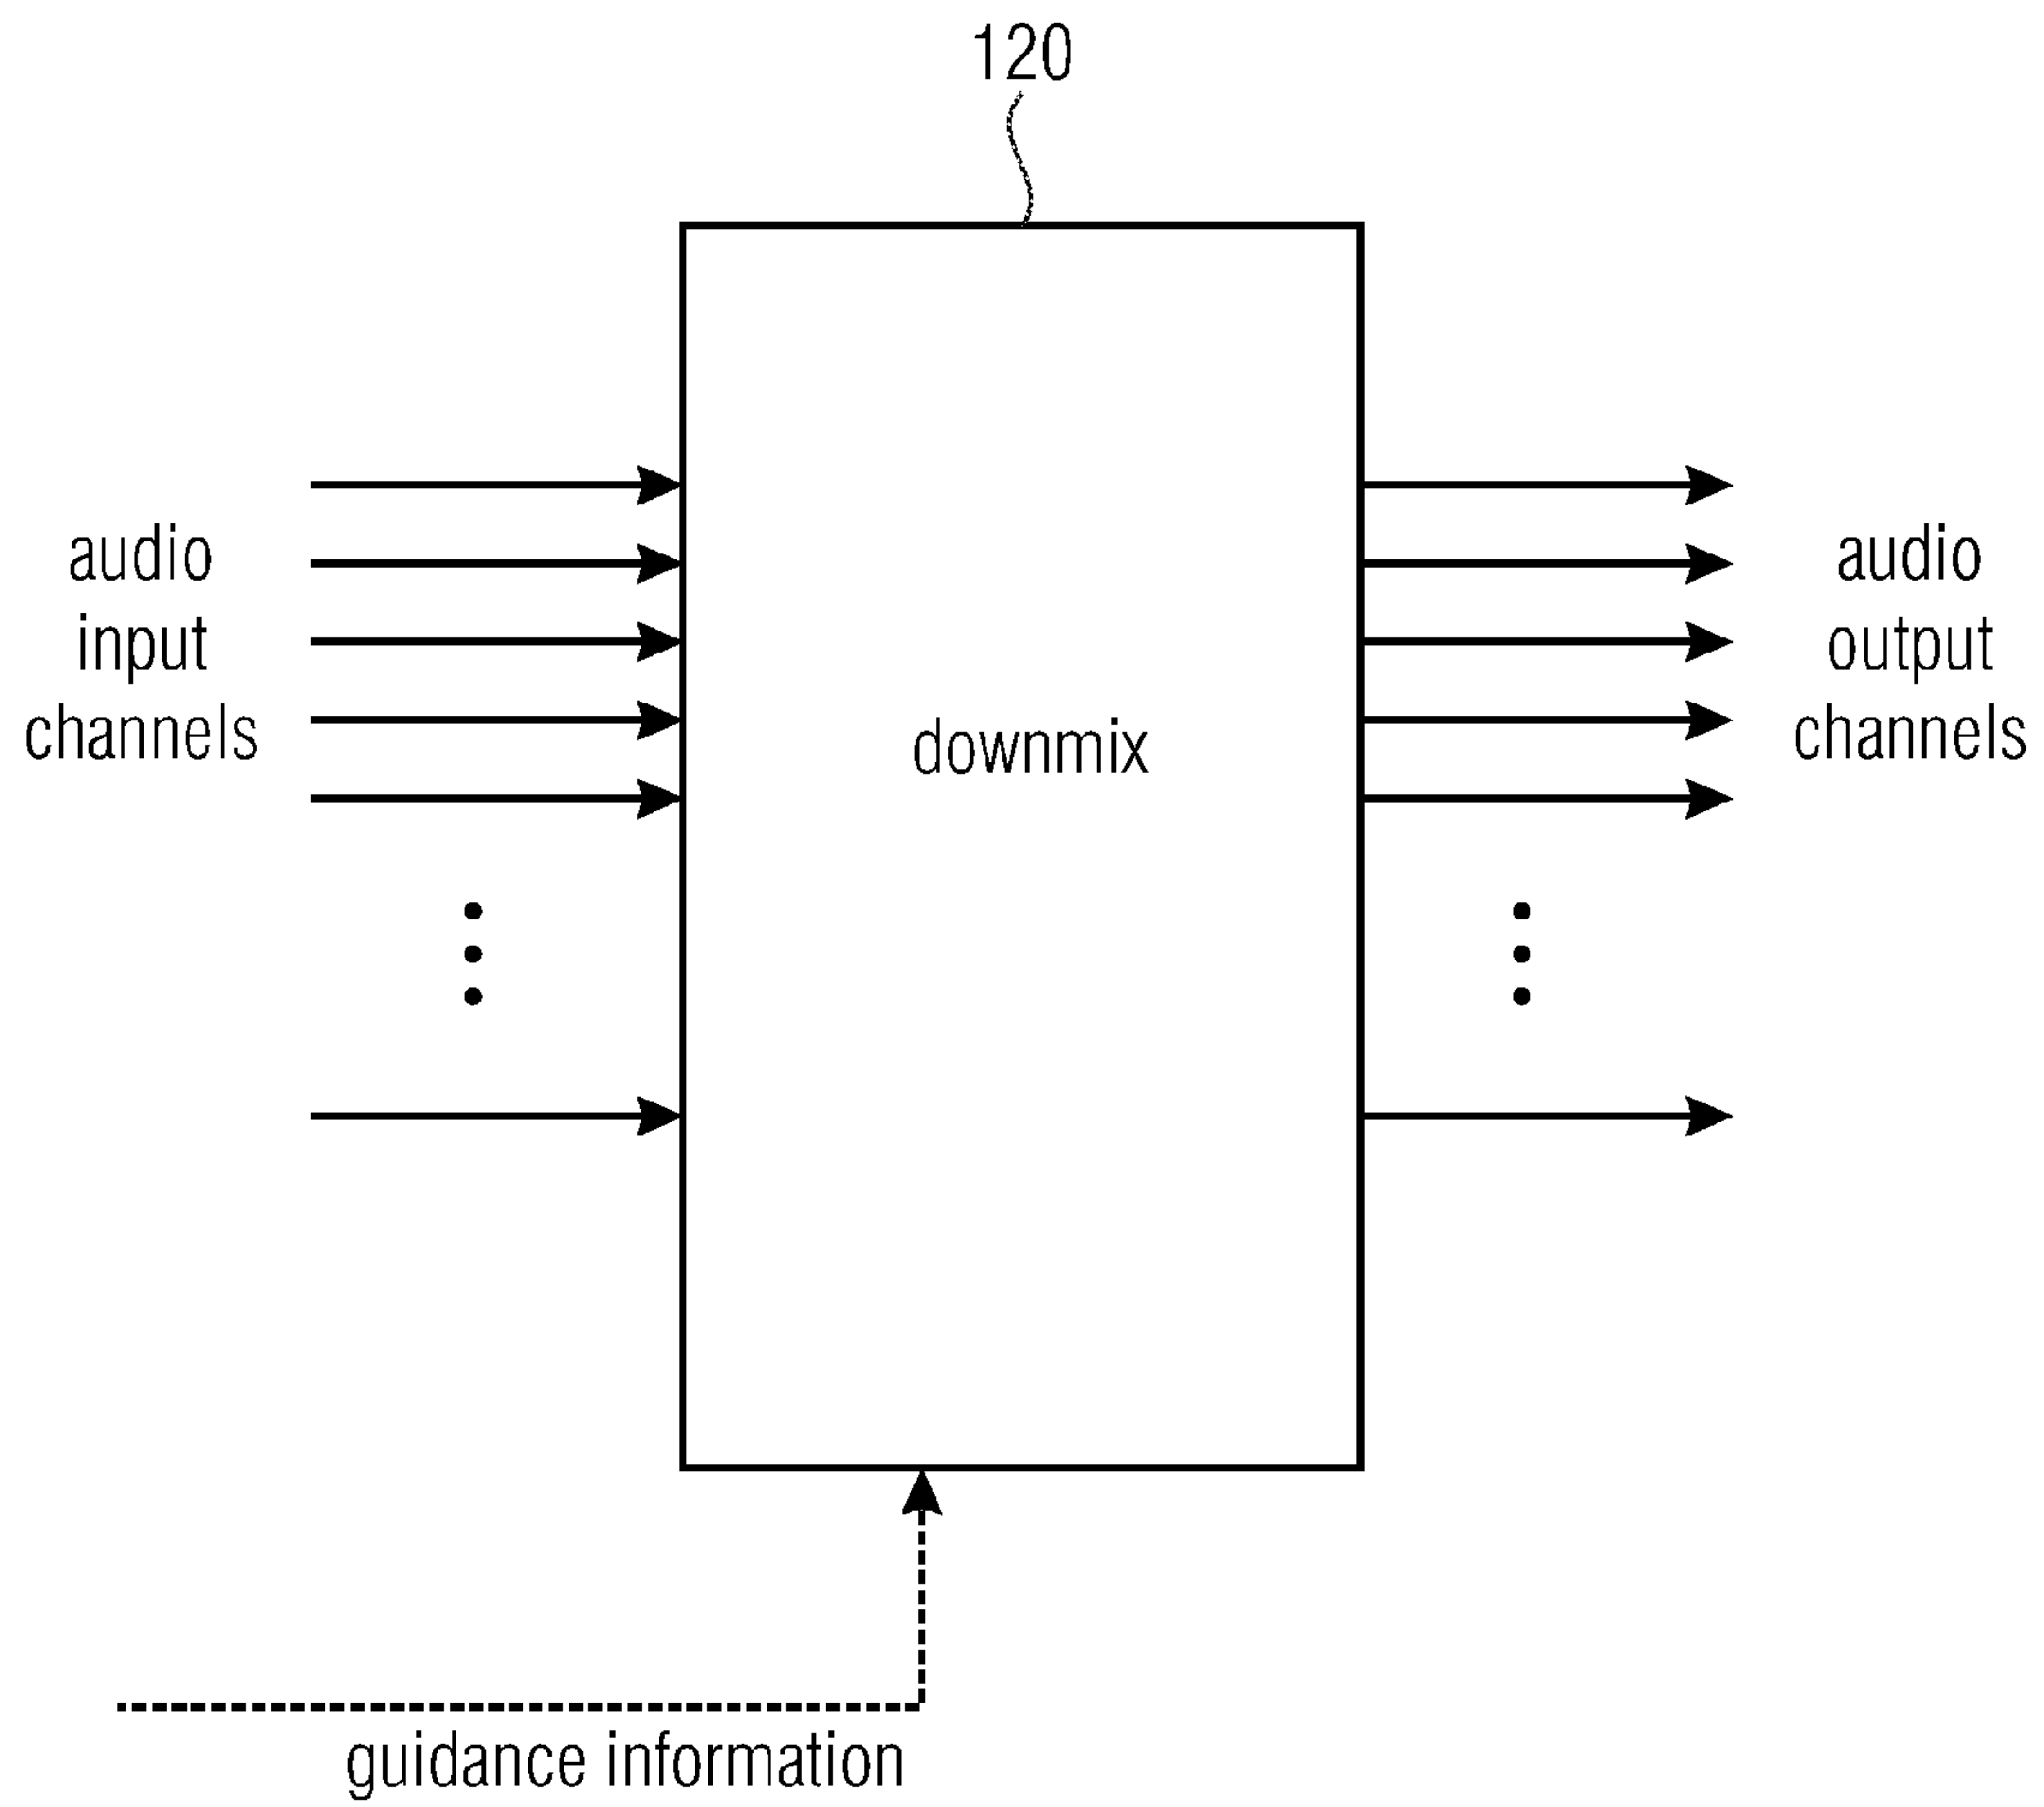 120
audio
input
channels
downmix
audio
output
channels
guidance information